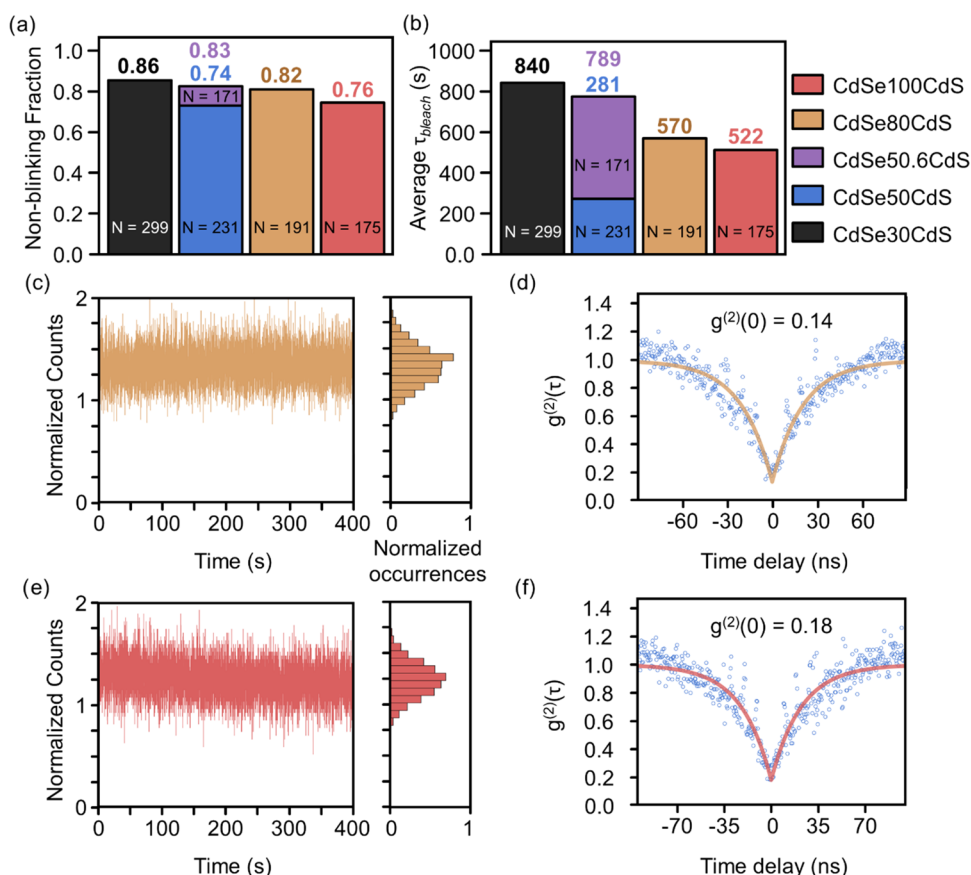 (a)
Non-blinking Fraction
1.0
0.8
0.6
0.4
0.2
0.0
0.86
0.83
0.74
0.82
0.76
N = 171
N = 299
N = 231
N = 191
N = 175
(b)
Average τbleach (s)
1000
800
600
400
200
0
840
789
281
570
522
N = 171
N = 299
N = 231
N = 191
N = 175
CdSe100CdS
CdSe80CdS
CdSe50.6CdS
CdSe50CdS
CdSe30CdS
(c)
Normalized Counts
2
1
0
0 100 200 300 400
Time (s)
0 1
Normalized
occurrences
(d)
g(2)(τ)
1.4
1.2
1.0
0.8
0.6
0.4
0.2
0.0
g(2)(0) = 0.14
-60 -30 0 30 60
Time delay (ns)
(e)
Normalized Counts
2
1
0
0 100 200 300 400
Time (s)
0 1
(f)
g(2)(τ)
1.4
1.2
1.0
0.8
0.6
0.4
0.2
0.0
g(2)(0) = 0.18
-70 -35 0 35 70
Time delay (ns)